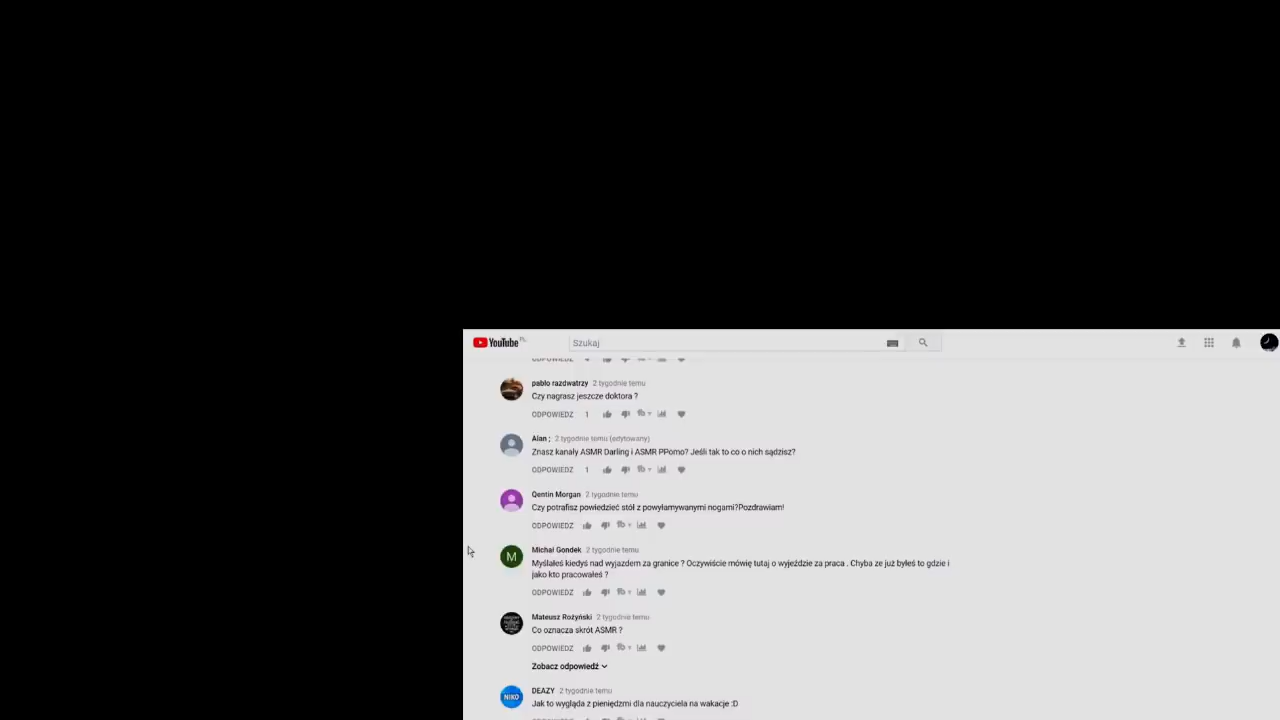 YouTube PL
Szukaj
ODPOWIEDZ
pablo razdwatrzy 2 tygodnie temu
Czy nagrasz jeszcze doktora ?
ODPOWIEDZ 1
Alan ; 2 tygodnie temu (edytowany)
Znasz kanały ASMR Darling i ASMR PPomo? Jeśli tak to co o nich sądzisz?
ODPOWIEDZ 1
Qentin Morgan 2 tygodnie temu
Czy potrafisz powiedzieć stół z powyłamywanymi nogami?Pozdrawiam!
ODPOWIEDZ
M
Michał Gondek 2 tygodnie temu
Myślałeś kiedyś nad wyjazdem za granice ? Oczywiście mówię tutaj o wyjeździe za praca . Chyba ze już byłeś to gdzie i
jako kto pracowałeś ?
ODPOWIEDZ
Mateusz Rożyński 2 tygodnie temu
Co oznacza skrót ASMR ?
ODPOWIEDZ
Zobacz odpowiedź
NIKO
DEAZY 2 tygodnie temu
Jak to wygląda z pieniędzmi dla nauczyciela na wakacje :D